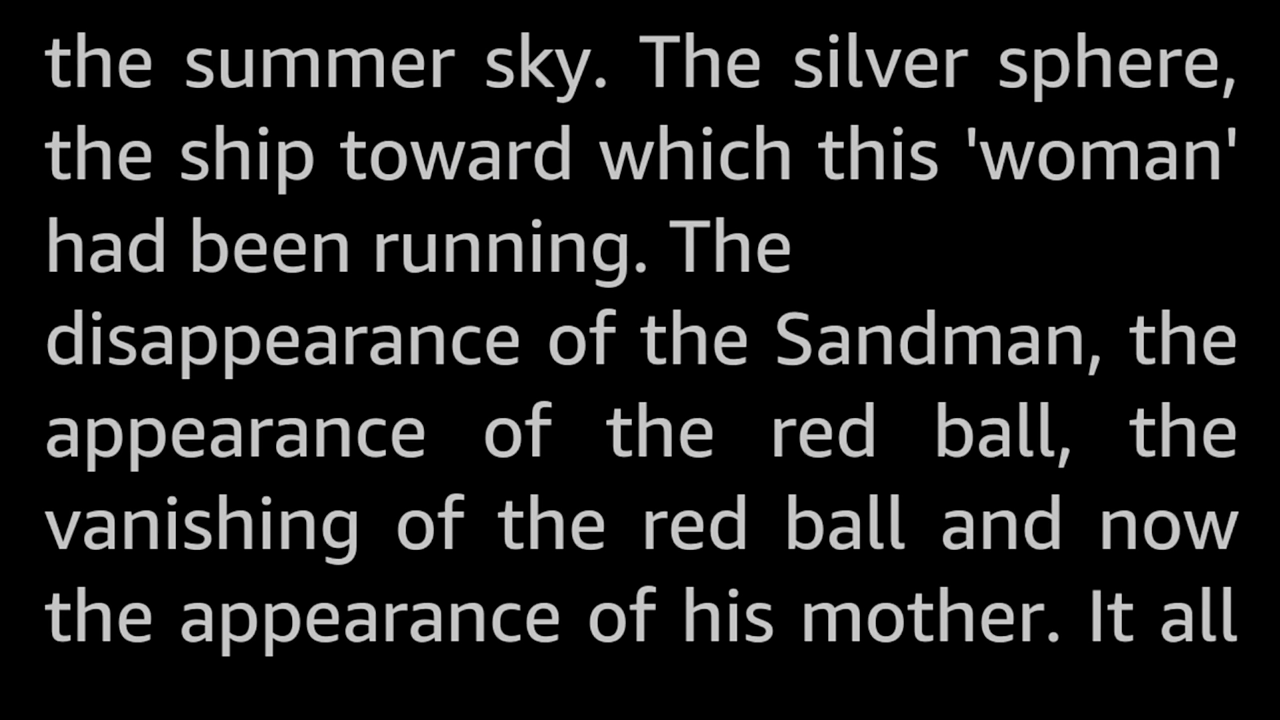 the summer sky. The silver sphere,
the ship toward which this 'woman'
had been running. The
disappearance of the Sandman, the
appearance of the red ball, the
vanishing of the red ball and now
the appearance of his mother. It all